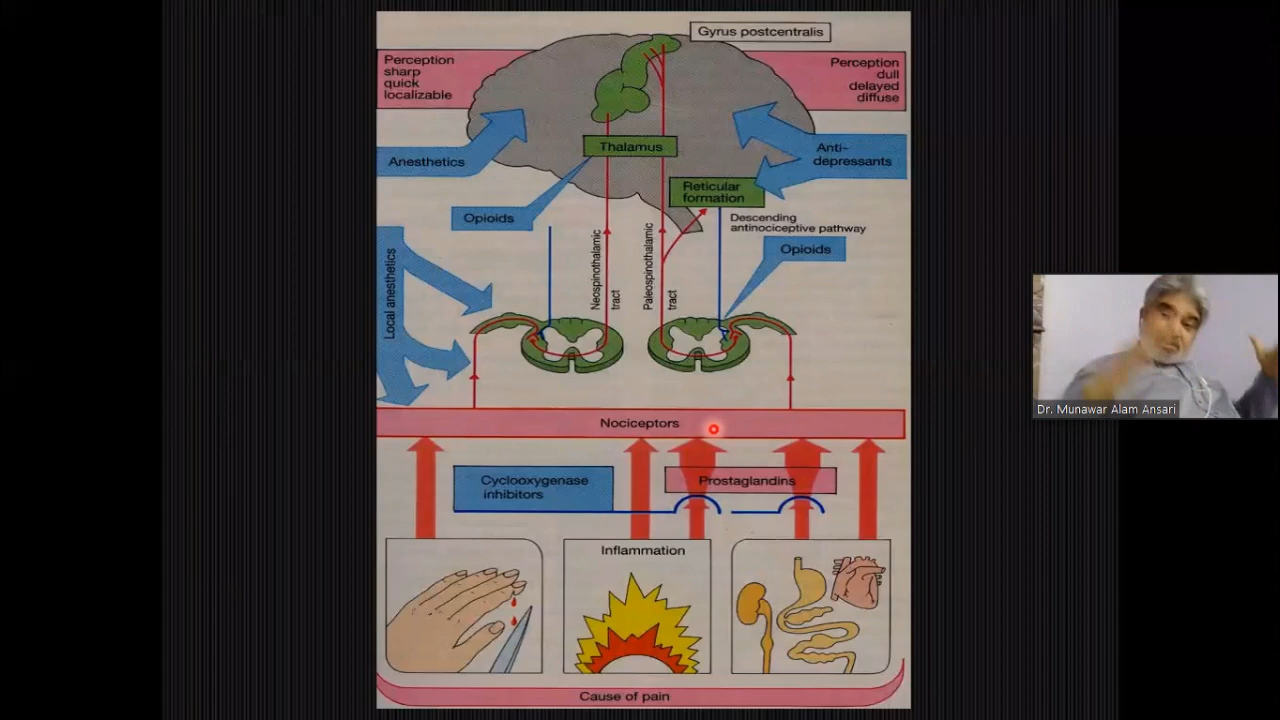 Gyrus postcentralis
Perception
sharp
quick
localizable
Perception
dull
delayed
diffuse
Anesthetics
Thalamus
Anti-
depressants
Reticular
formation
Opioids
Descending
antinociceptive pathway
Opioids
Local anesthetics
Neospinothalamic
tract
Paleospinothalamic
tract
Nociceptors
Cyclooxygenase
inhibitors
Prostaglandins
Inflammation
Cause of pain
Dr. Munawar Alam Ansari